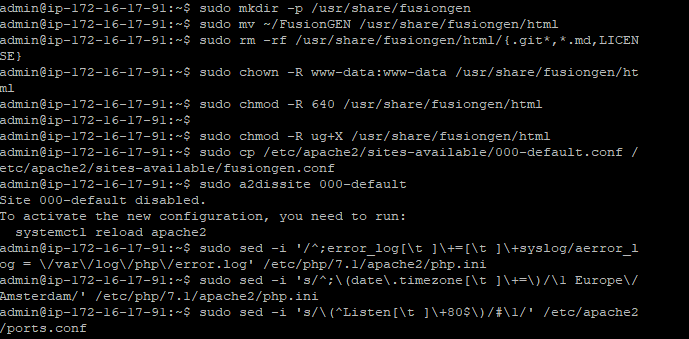 admin@ip-172-16-17-91:~$ sudo mkdir -p /usr/share/fusiongen
admin@ip-172-16-17-91:~$ sudo mv ~/FusionGEN /usr/share/fusiongen/html
admin@ip-172-16-17-91:~$ sudo rm -rf /usr/share/fusiongen/html/{.git*,*.md,LICEN
SE}
admin@ip-172-16-17-91:~$ sudo chown -R www-data:www-data /usr/share/fusiongen/ht
ml
admin@ip-172-16-17-91:~$ sudo chmod -R 640 /usr/share/fusiongen/html
admin@ip-172-16-17-91:~$
admin@ip-172-16-17-91:~$ sudo chmod -R ug+X /usr/share/fusiongen/html
admin@ip-172-16-17-91:~$ sudo cp /etc/apache2/sites-available/000-default.conf /
etc/apache2/sites-available/fusiongen.conf
admin@ip-172-16-17-91:~$ sudo a2dissite 000-default
Site 000-default disabled.
To activate the new configuration, you need to run:
  systemctl reload apache2
admin@ip-172-16-17-91:~$ sudo sed -i '/^;error_log[\t ]\+=[\t ]\+syslog/aerror_l
og = \/var\/log\/php\/error.log' /etc/php/7.1/apache2/php.ini
admin@ip-172-16-17-91:~$ sudo sed -i 's/^;\(date\.timezone[\t ]\+=\)/\1 Europe\/
Amsterdam/' /etc/php/7.1/apache2/php.ini
admin@ip-172-16-17-91:~$ sudo sed -i 's/\(^Listen[\t ]\+80$\)/#\1/' /etc/apache2
/ports.conf